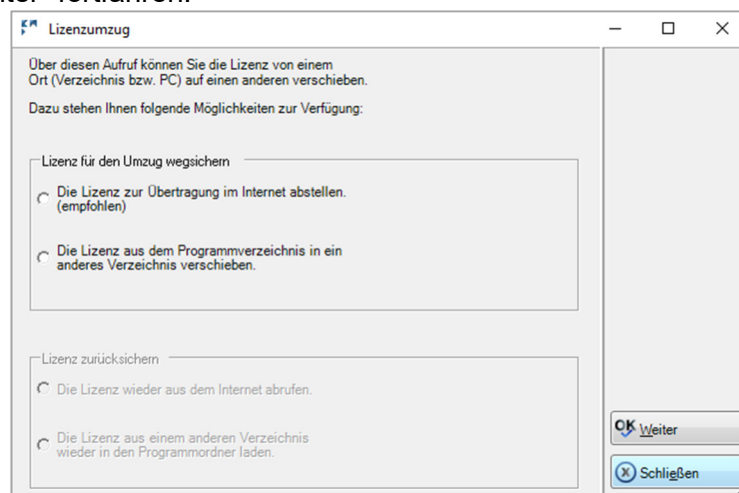 fortfahren.
Lizenzumzug
Über diesen Aufruf können Sie die Lizenz von einem
Ort (Verzeichnis bzw. PC) auf einen anderen verschieben.
Dazu stehen Ihnen folgende Möglichkeiten zur Verfügung:
Lizenz für den Umzug wegsichern
Die Lizenz zur Übertragung im Internet abstellen.
(empfohlen)
Die Lizenz aus dem Programmverzeichnis in ein
anderes Verzeichnis verschieben.
Lizenz zurücksichern
Die Lizenz wieder aus dem Internet abrufen.
Die Lizenz aus einem anderen Verzeichnis
wieder in den Programmordner laden.
OK Weiter
Schließen